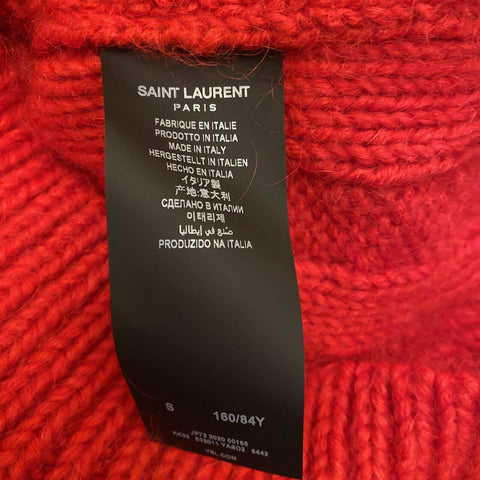 SAINT LAURENT
PARIS
FABRIQUE EN ITALIE
PRODOTTO IN ITALIA
MADE IN ITALY
HERGESTELLT IN ITALIEN
HECHO EN ITALIA
イタリア製
产地:意大利
СДЕЛАНО В ИТАЛИИ
이태리제
صنع في إيطاليا
PRODUZIDO NA ITALIA
S 160/84Y
2020 00185
YSL.COM